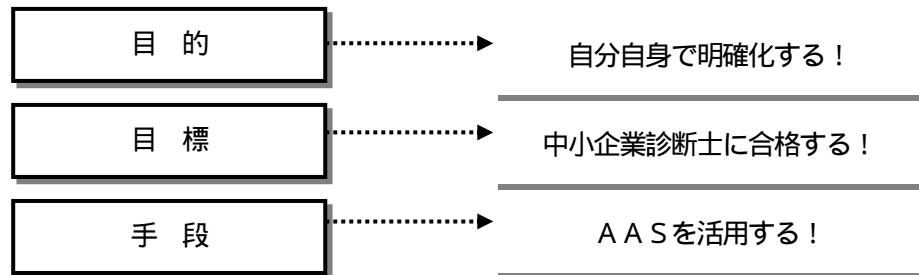 目 的
自分自身で明確化する！
目 標
中小企業診断士に合格する！
手 段
ＡＡＳを活用する！